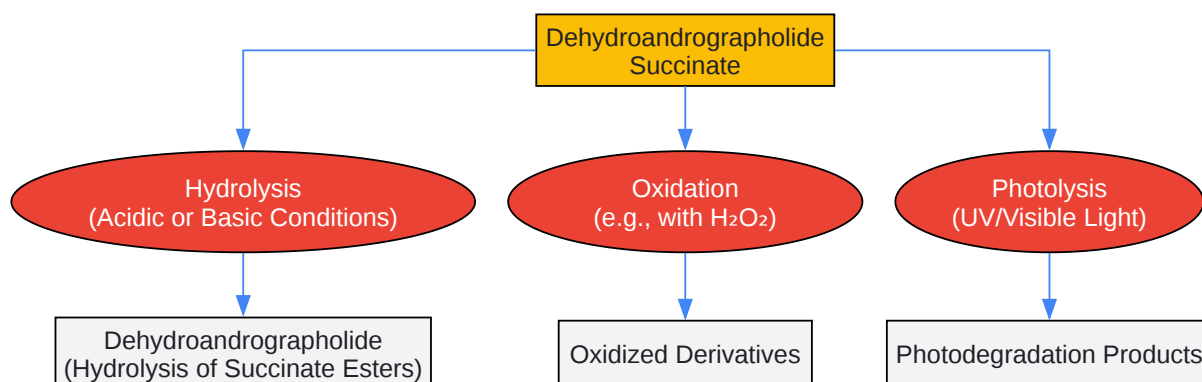 Dehydroandrographolide
Succinate
Hydrolysis
(Acidic or Basic Conditions)
Oxidation
(e.g., with H₂O₂)
Photolysis
(UV/Visible Light)
Dehydroandrographolide
(Hydrolysis of Succinate Esters)
Oxidized Derivatives
Photodegradation Products